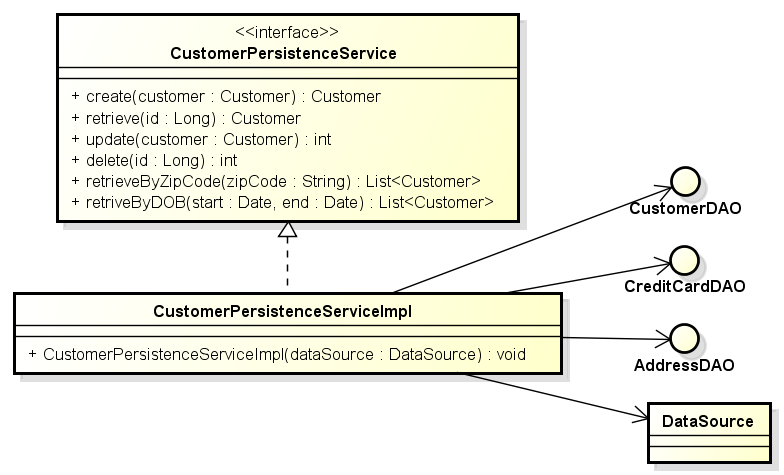 <<interface>>
CustomerPersistenceService
+ create(customer : Customer) : Customer
+ retrieve(id : Long) : Customer
+ update(customer : Customer) : int
+ delete(id : Long) : int
+ retrieveByZipCode(zipCode : String) : List<Customer>
+ retriveByDOB(start : Date, end : Date) : List<Customer>
CustomerDAO
CreditCardDAO
CustomerPersistenceServiceImpl
+ CustomerPersistenceServiceImpl(dataSource : DataSource) : void
AddressDAO
DataSource